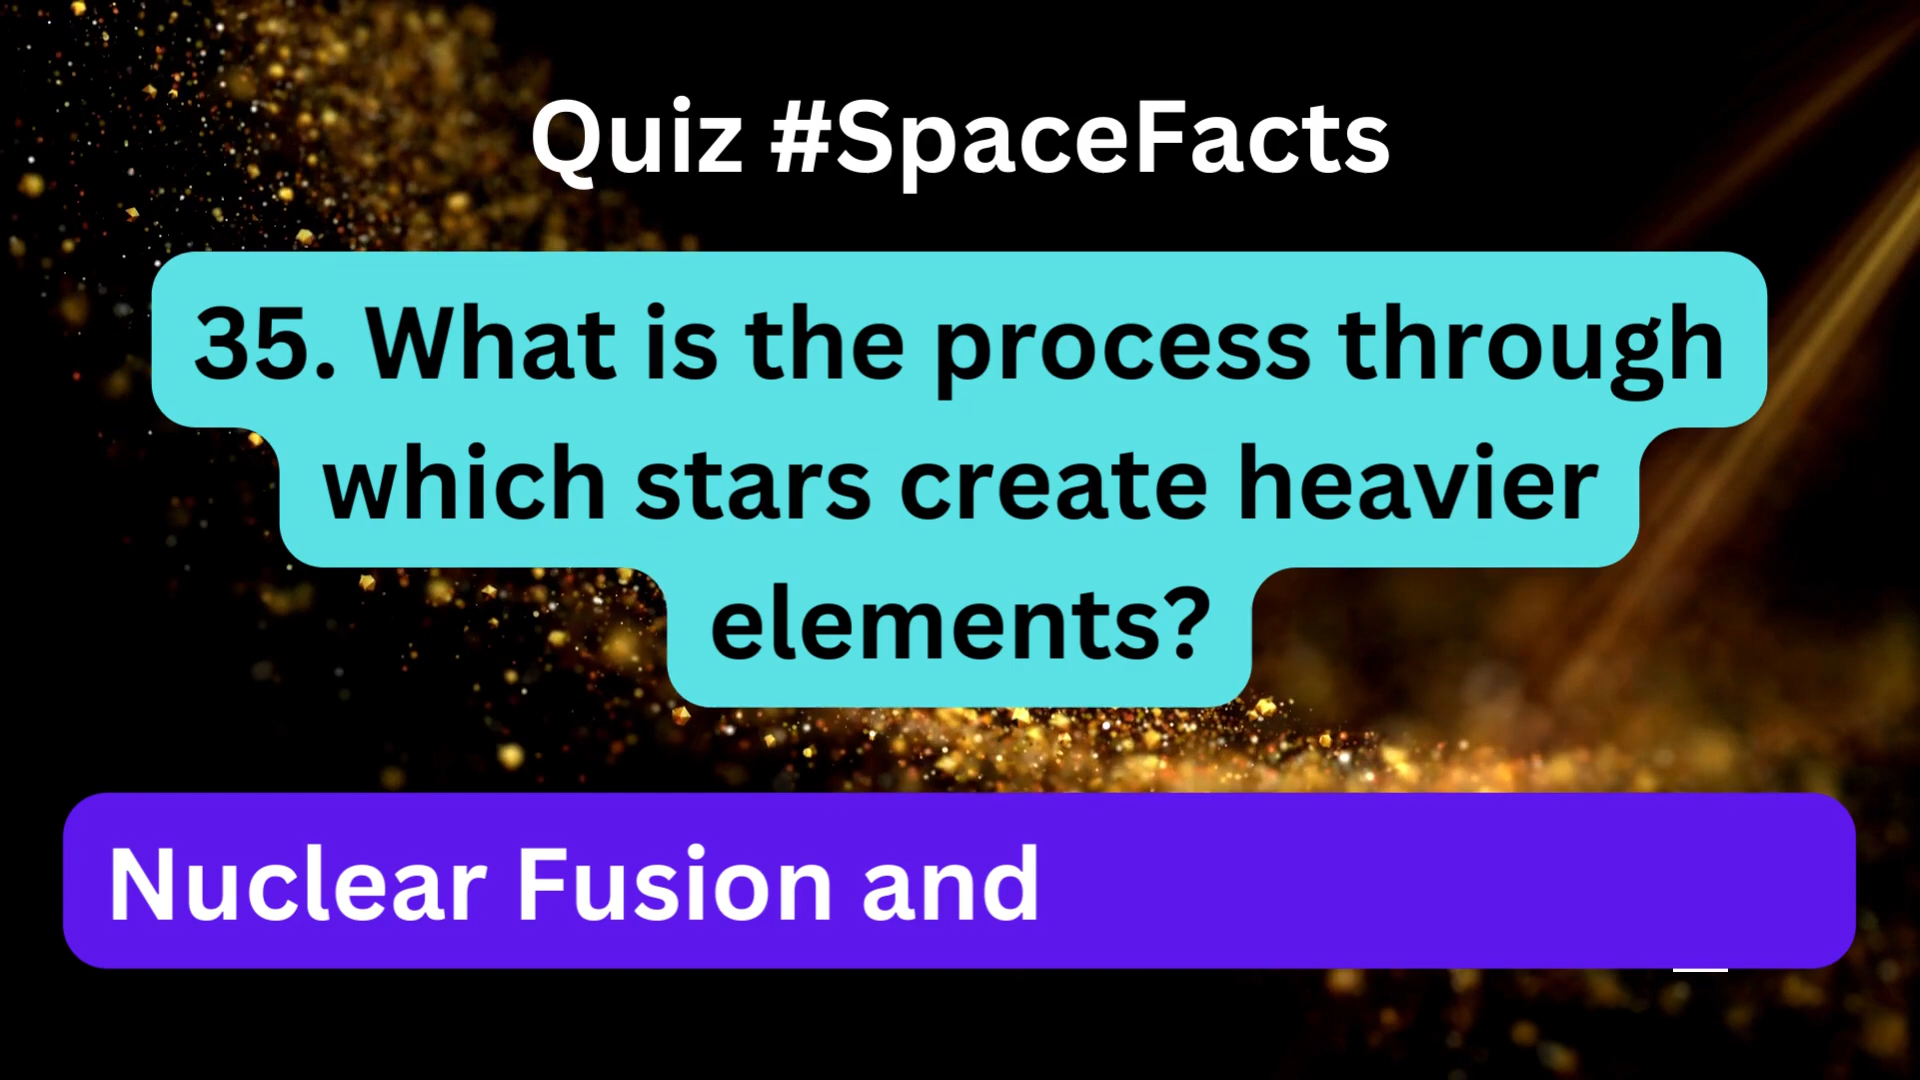 Quiz #SpaceFacts
35. What is the process through
which stars create heavier
elements?
Nuclear Fusion and